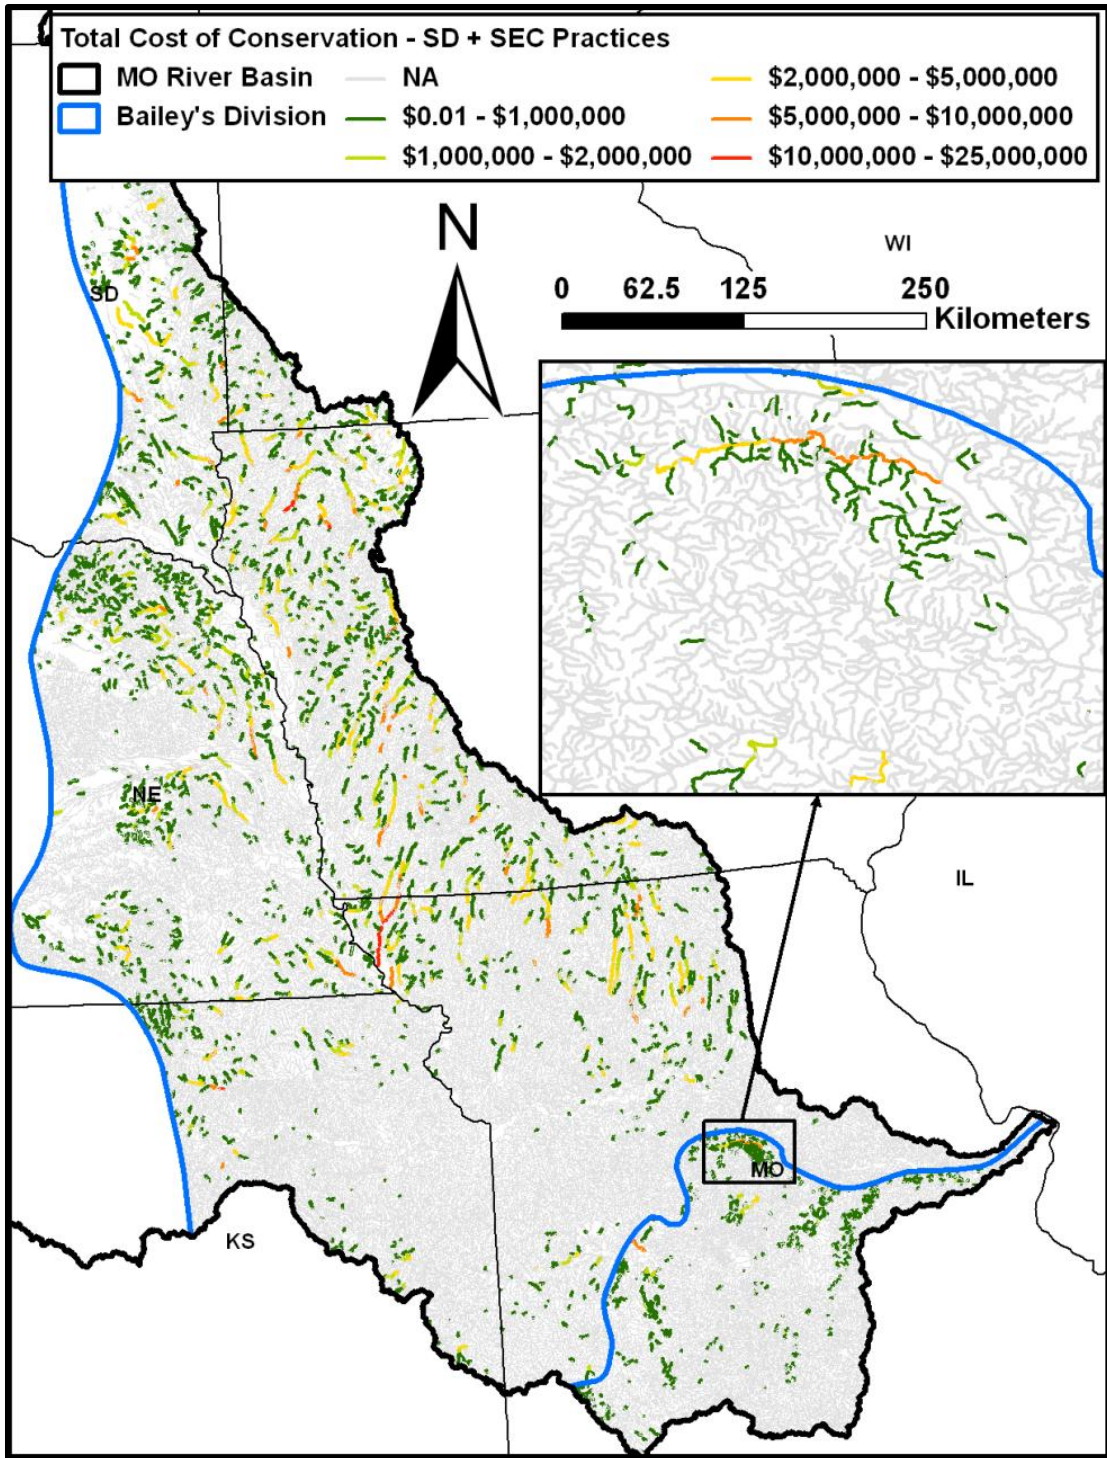 Total Cost of Conservation - SD + SEC Practices
MO River Basin NA $2,000,000 - $5,000,000
Bailey's Division $0.01 - $1,000,000 $5,000,000 - $10,000,000
$1,000,000 - $2,000,000 $10,000,000 - $25,000,000
N
WI
0 62.5 125 250
Kilometers
SD
NE
IL
MO
KS